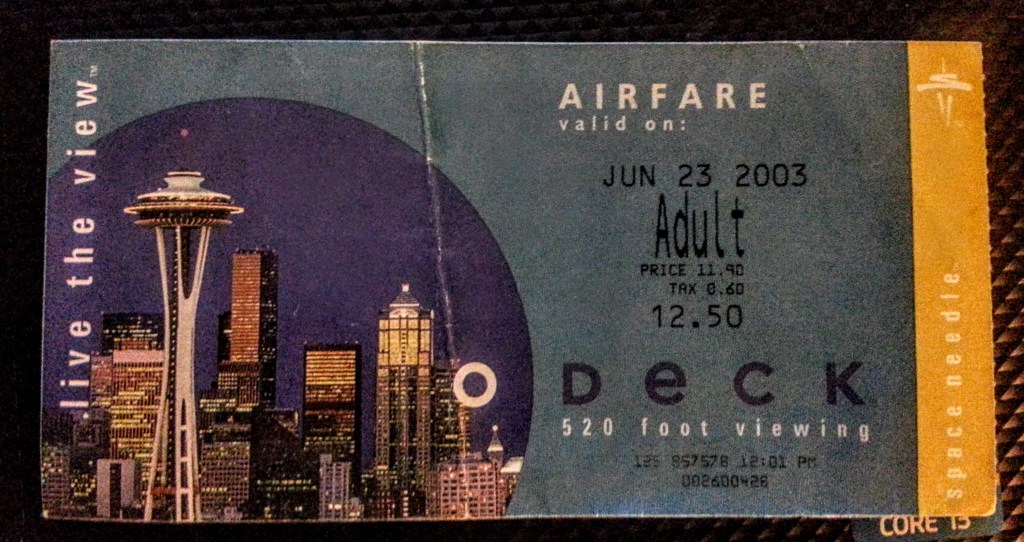 .live the view™
AIRFARE
valid on:
JUN 23 2003
Adult
PRICE 11.90
TAX 0.60
12.50
O DeCK
520 foot viewing
125 857578 12:01 PM
002600426
space needle
CORE 13